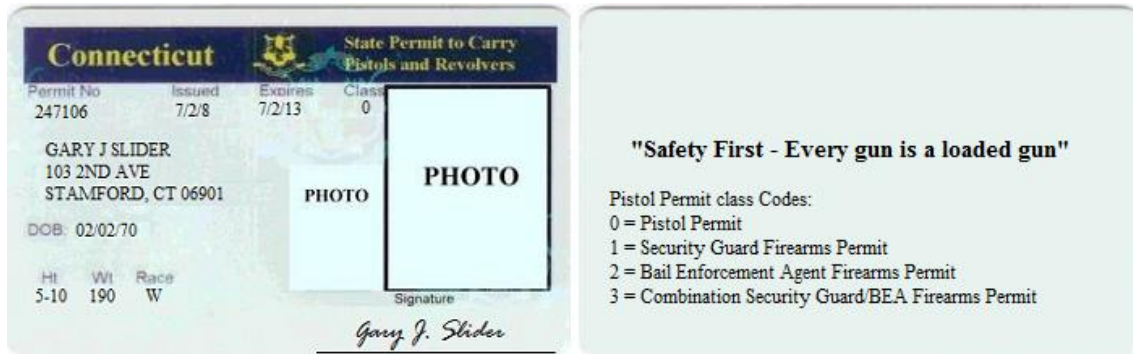 Connecticut
State Permit to Carry
Pistols and Revolvers
Permit No Issued Expires Class
247106 7/2/8 7/2/13 0
GARY J SLIDER
103 2ND AVE
STAMFORD, CT 06901
DOB: 02/02/70
Ht Wt Race
5-10 190 W
PHOTO
PHOTO
Signature
Gary J. Slider
"Safety First - Every gun is a loaded gun"
Pistol Permit class Codes:
0 = Pistol Permit
1 = Security Guard Firearms Permit
2 = Bail Enforcement Agent Firearms Permit
3 = Combination Security Guard/BEA Firearms Permit